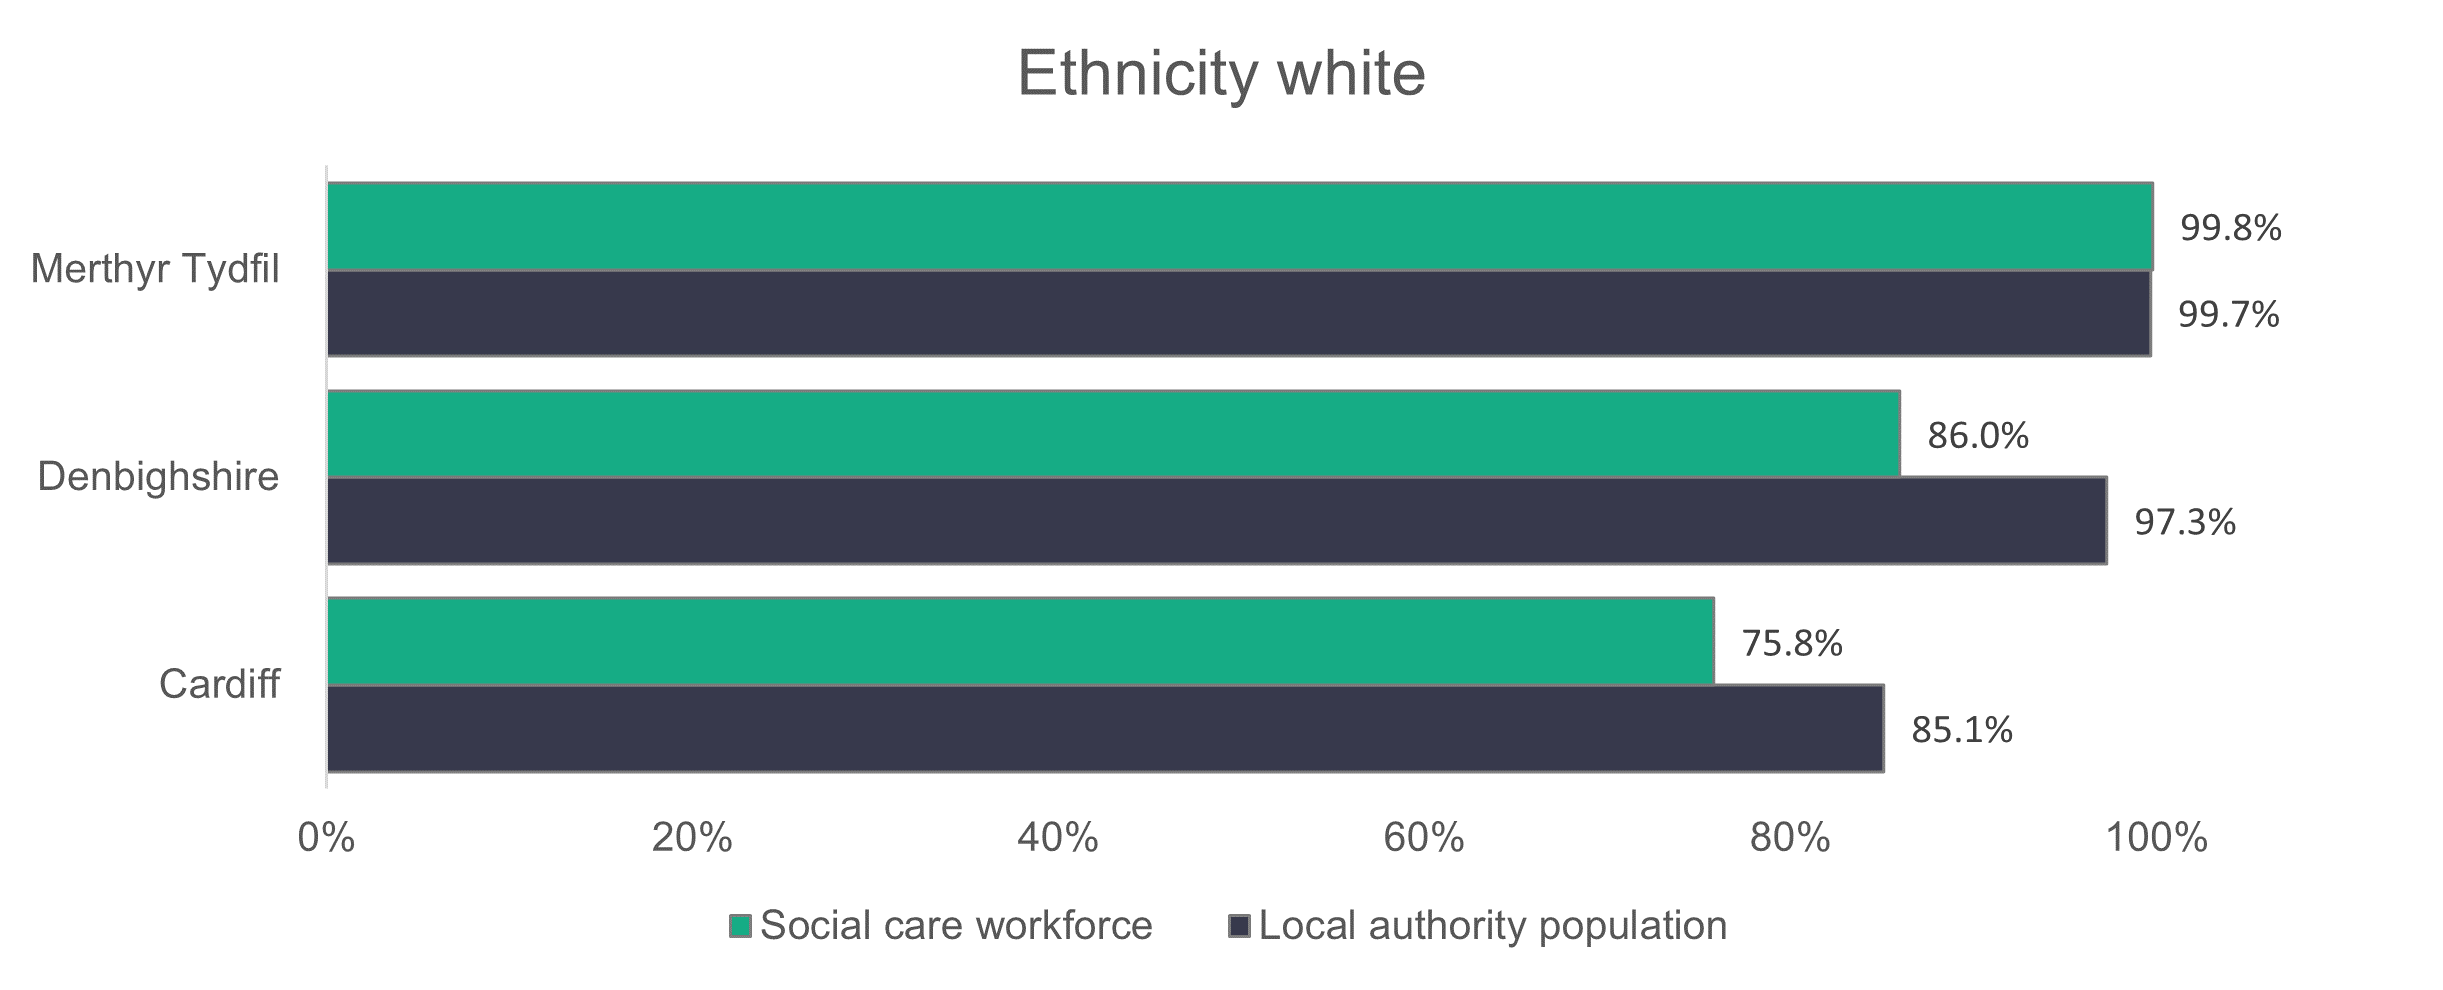 Ethnicity white
Merthyr Tydfil
99.8%
99.7%
Denbighshire
86.0%
97.3%
Cardiff
75.8%
85.1%
0% 20% 40% 60% 80% 100%
Social care workforce Local authority population